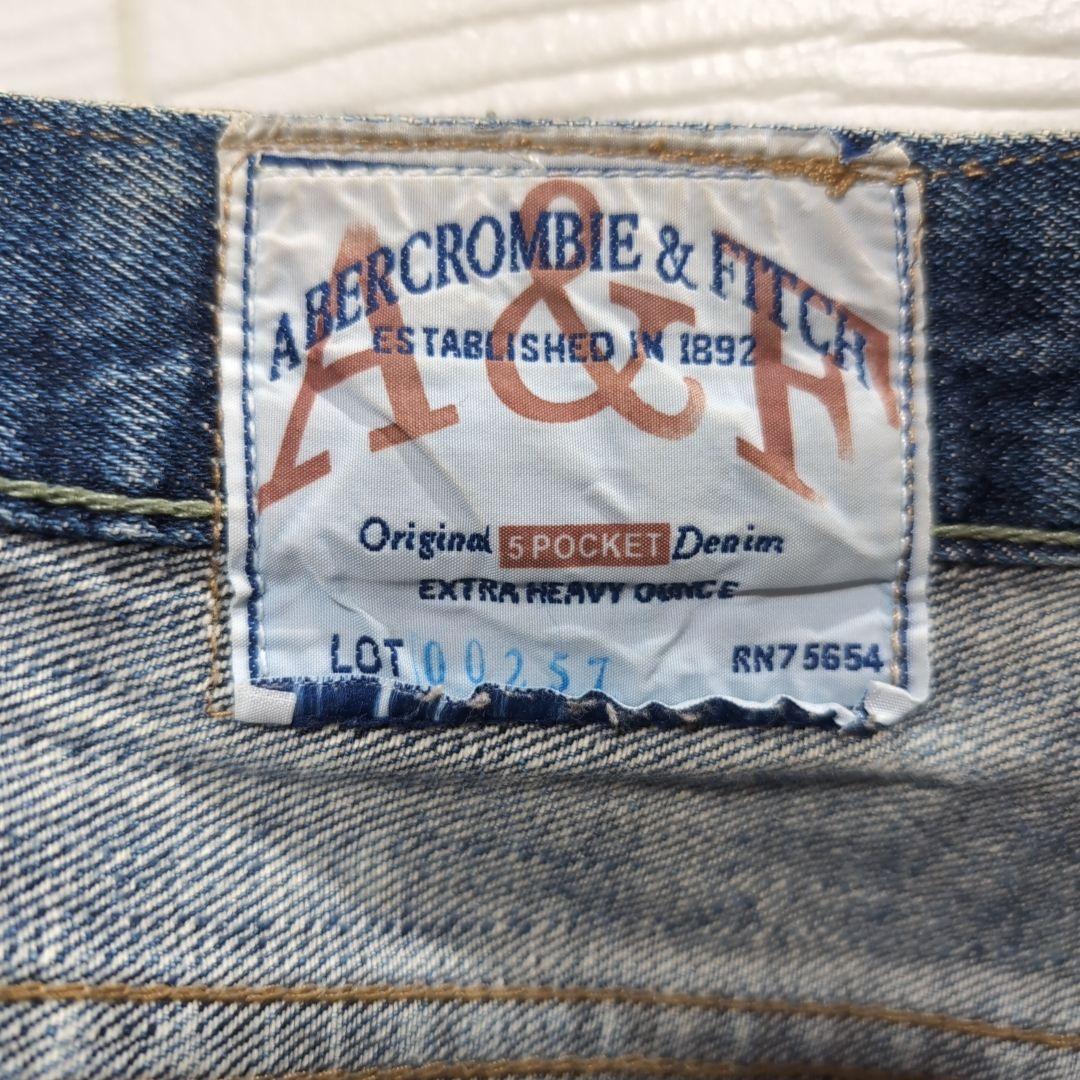 A&F
ABERCROMBIE & FITCH
ESTABLISHED IN 1892
Original 5 POCKET Denim
EXTRA HEAVY OUNCE
LOT 00257 RN75654